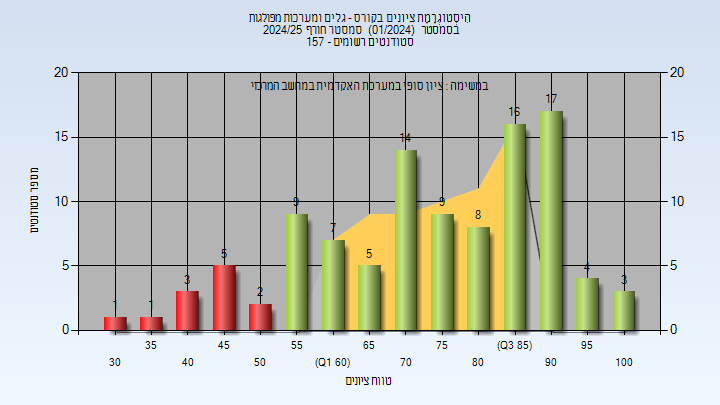 היסטוגרמת ציונים בקורס - גלים ומערכות מפולגות
בסמסטר (01/2024) סמסטר חורף 2024/25
סטודנטים רשומים - 157
במשימה : ציון סופי במערכת האקדמית במחשב המרכזי
מספר סטודנטים
20 20
15 15
10 10
5 5
0 0
1 1 3 5 2 9 7 5 14 9 8 16 17 4 3
35 45 55 65 75 (Q3 85) 95
30 40 50 (Q1 60) 70 80 90 100
טווח ציונים